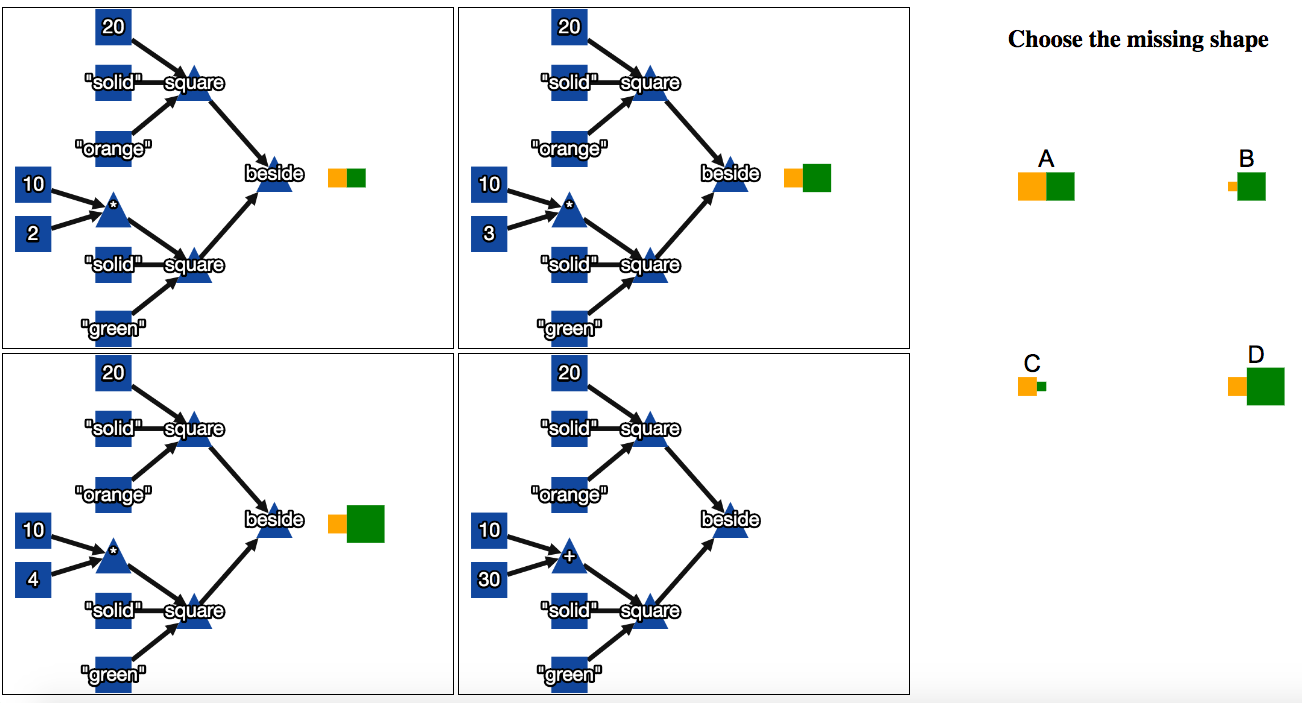 Choose the missing shape
20
"solid" square
"orange"
10
*
2
beside
"solid" square
"green"
20
"solid" square
"orange"
10
*
3
beside
"solid" square
"green"
20
"solid" square
"orange"
10
*
4
beside
"solid" square
"green"
20
"solid" square
"orange"
10
+
30
beside
"solid" square
"green"
A B
C D